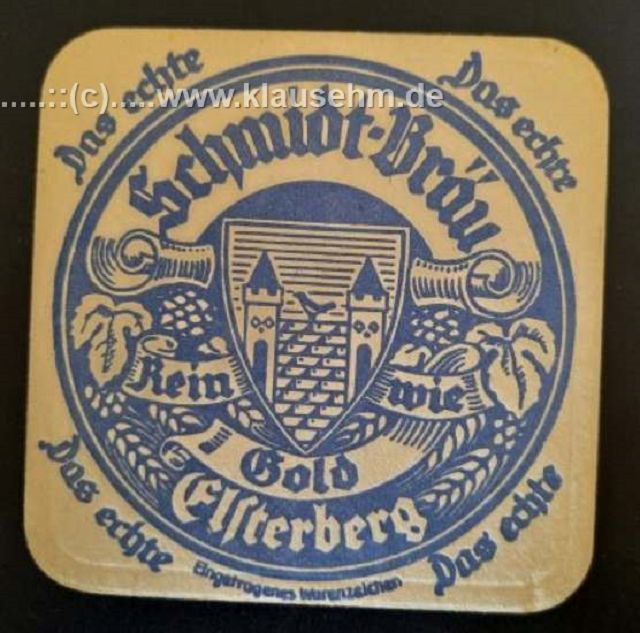 Das echte
Das echte
......::(c).....www.klausehm.de
Schmidt-Bräu
Rein wie
Gold
Elsterberg
Das echte
Das echte
Eingetragenes Warenzeichen